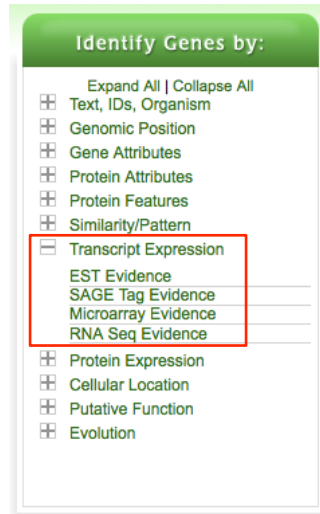 Identify Genes by:
Expand All | Collapse All
Text, IDs, Organism
Genomic Position
Gene Attributes
Protein Attributes
Protein Features
Similarity/Pattern
Transcript Expression
EST Evidence
SAGE Tag Evidence
Microarray Evidence
RNA Seq Evidence
Protein Expression
Cellular Location
Putative Function
Evolution